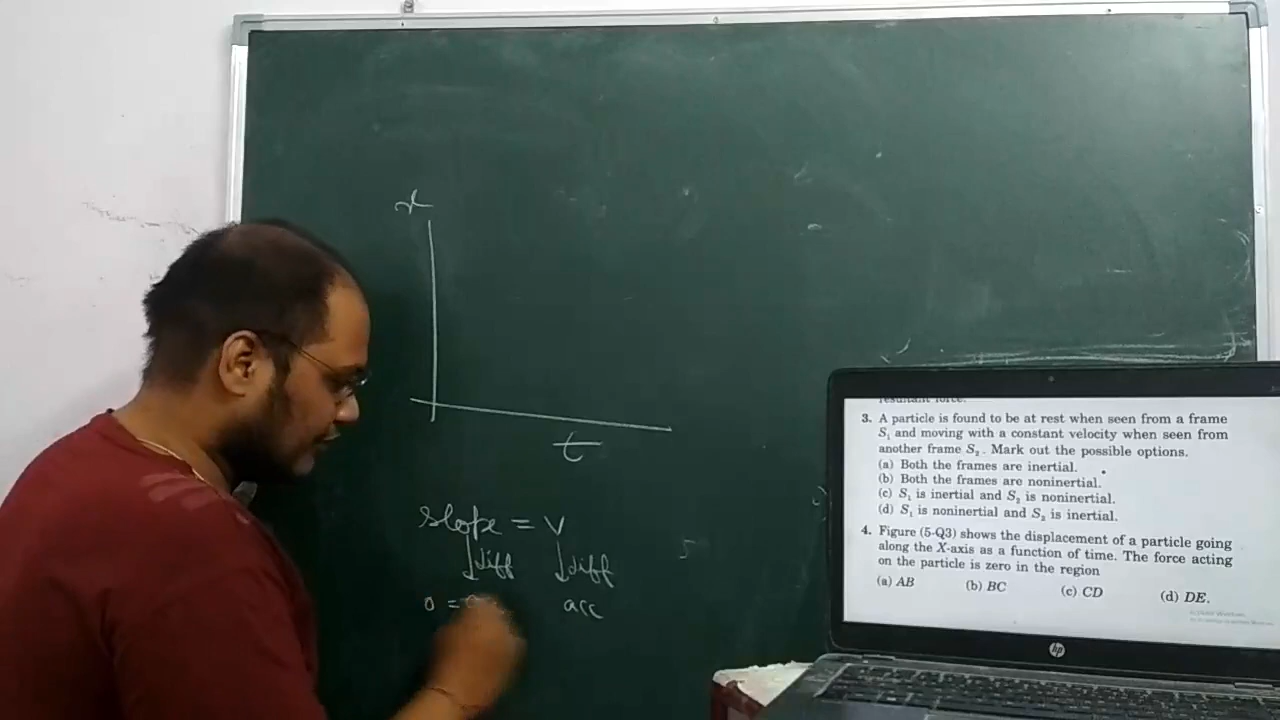 x
t
slope = v
diff diff
0 =
acc
resultant force.
3. A particle is found to be at rest when seen from a frame
S₁ and moving with a constant velocity when seen from
another frame S₂. Mark out the possible options.
(a) Both the frames are inertial.
(b) Both the frames are noninertial.
(c) S₁ is inertial and S₂ is noninertial.
(d) S₁ is noninertial and S₂ is inertial.
4. Figure (5-Q3) shows the displacement of a particle going
along the X-axis as a function of time. The force acting
on the particle is zero in the region
(a) AB (b) BC (c) CD (d) DE.
hp